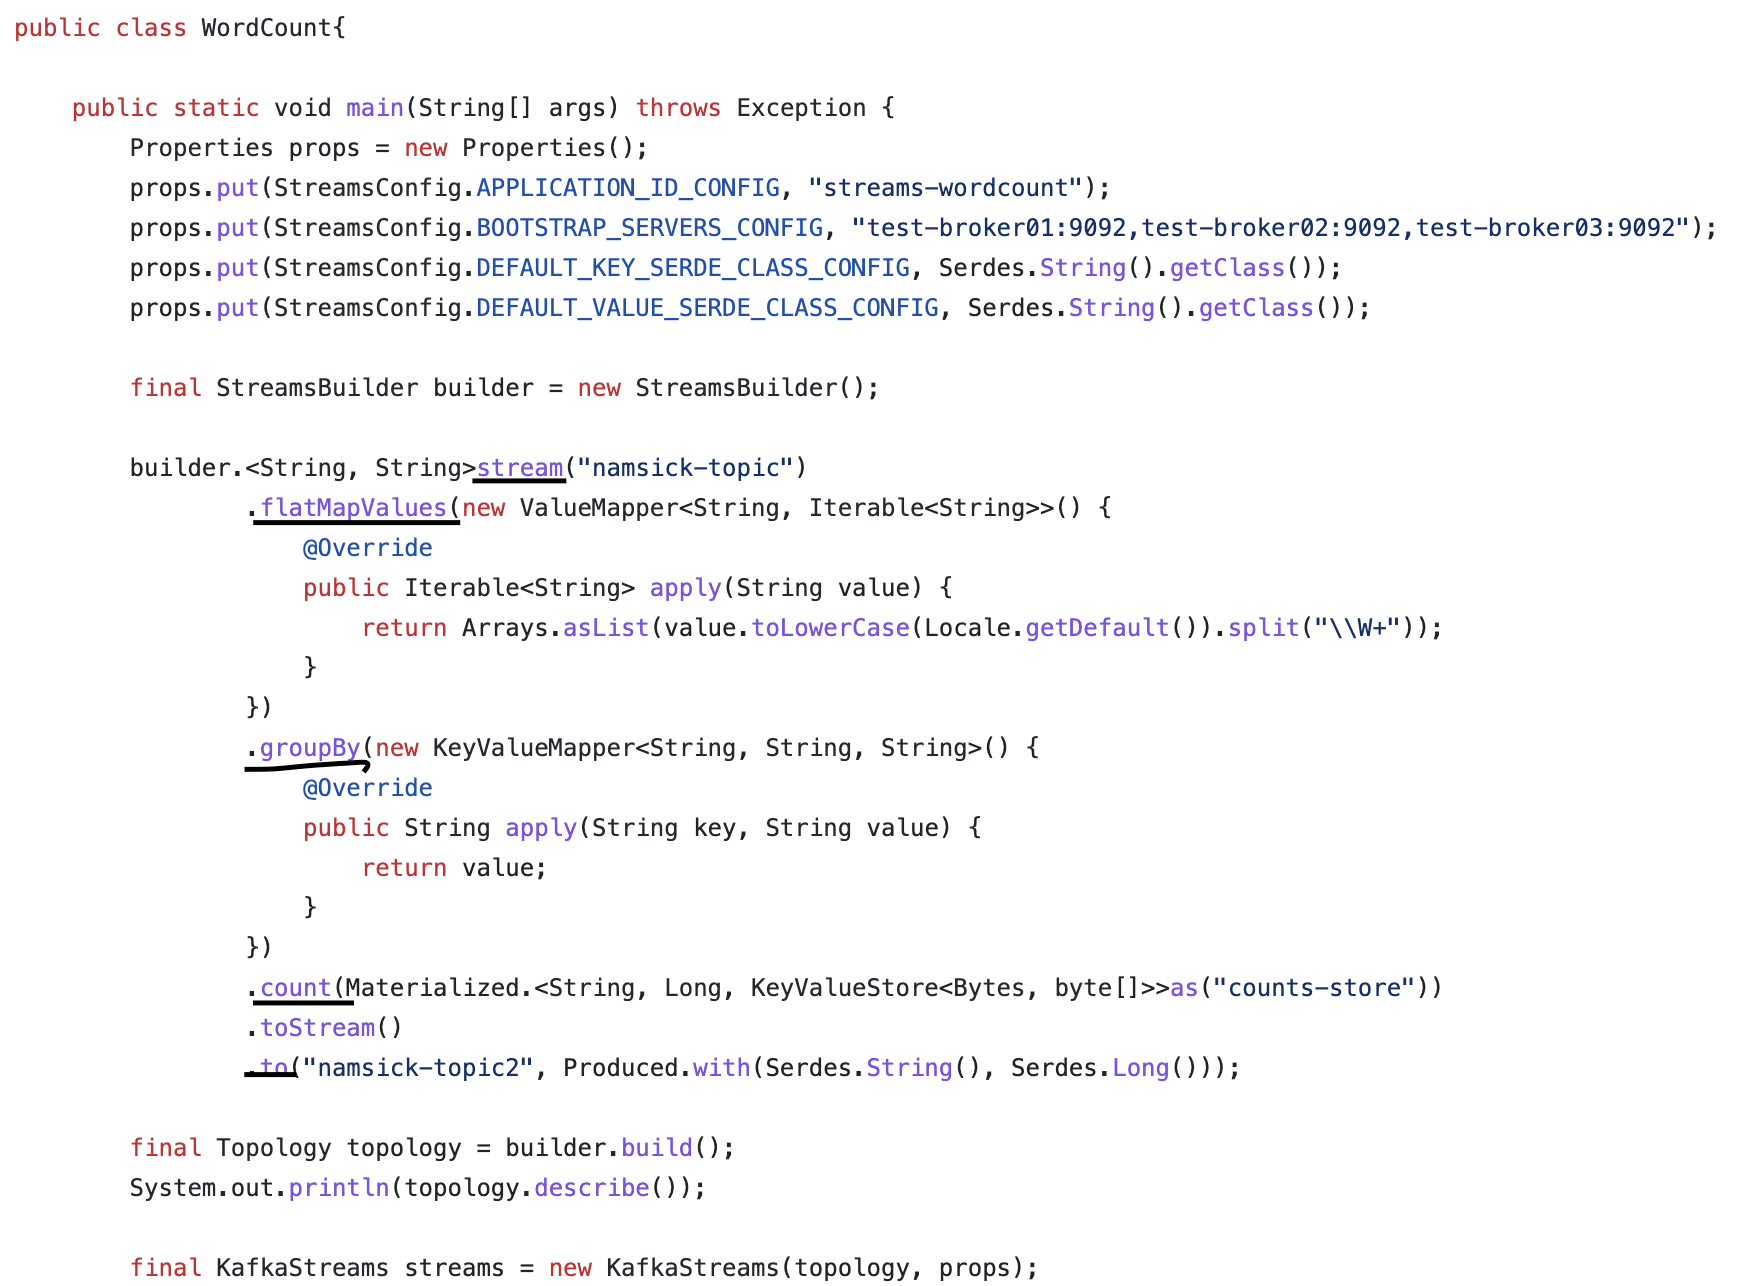 public class WordCount{
public static void main(String[] args) throws Exception {
Properties props = new Properties();
props.put(StreamsConfig.APPLICATION_ID_CONFIG, "streams-wordcount");
props.put(StreamsConfig.BOOTSTRAP_SERVERS_CONFIG, "test-broker01:9092,test-broker02:9092,test-broker03:9092");
props.put(StreamsConfig.DEFAULT_KEY_SERDE_CLASS_CONFIG, Serdes.String().getClass());
props.put(StreamsConfig.DEFAULT_VALUE_SERDE_CLASS_CONFIG, Serdes.String().getClass());
final StreamsBuilder builder = new StreamsBuilder();
builder.<String, String>stream("namsick-topic")
.flatMapValues(new ValueMapper<String, Iterable<String>>() {
@Override
public Iterable<String> apply(String value) {
return Arrays.asList(value.toLowerCase(Locale.getDefault()).split("\\W+"));
}
})
.groupBy(new KeyValueMapper<String, String, String>() {
@Override
public String apply(String key, String value) {
return value;
}
})
.count(Materialized.<String, Long, KeyValueStore<Bytes, byte[]>>as("counts-store"))
.toStream()
.to("namsick-topic2", Produced.with(Serdes.String(), Serdes.Long()));
final Topology topology = builder.build();
System.out.println(topology.describe());
final KafkaStreams streams = new KafkaStreams(topology, props);